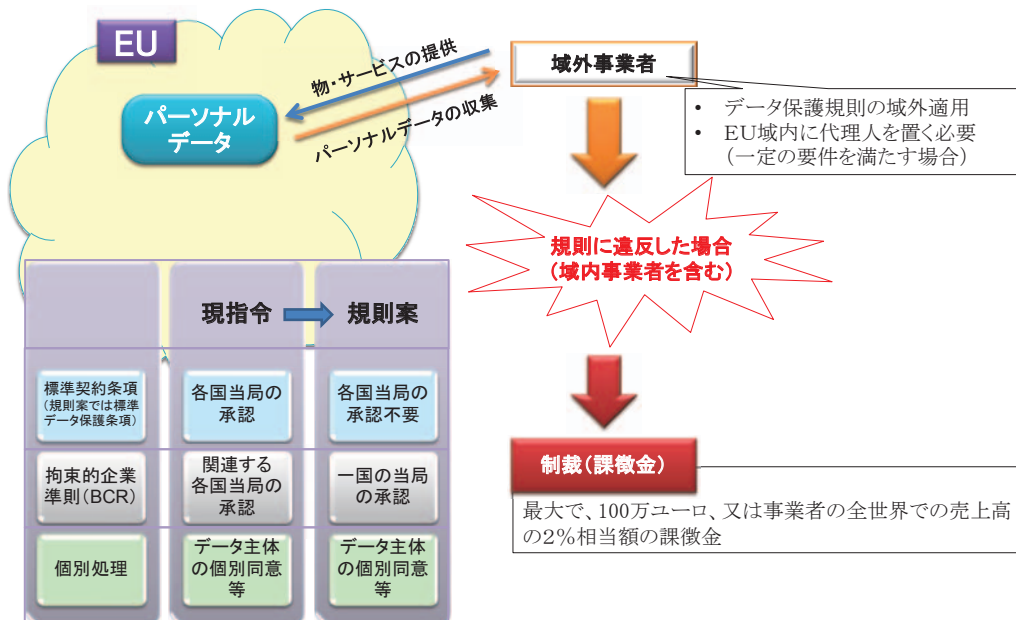 EU
物・サービスの提供
パーソナルデータの収集
パーソナル
データ
域外事業者
• データ保護規則の域外適用
• EU域内に代理人を置く必要
(一定の要件を満たす場合)
規則に違反した場合
(域内事業者を含む)
現指令
規則案
標準契約条項
(規則案では標準
データ保護条項)
各国当局の
承認
各国当局の
承認不要
拘束的企業
準則(BCR)
関連する
各国当局の
承認
一国の当局
の承認
個別処理
データ主体
の個別同意
等
データ主体
の個別同意
等
制裁(課徴金)
最大で、100万ユーロ、又は事業者の全世界での売上高
の2%相当額の課徴金